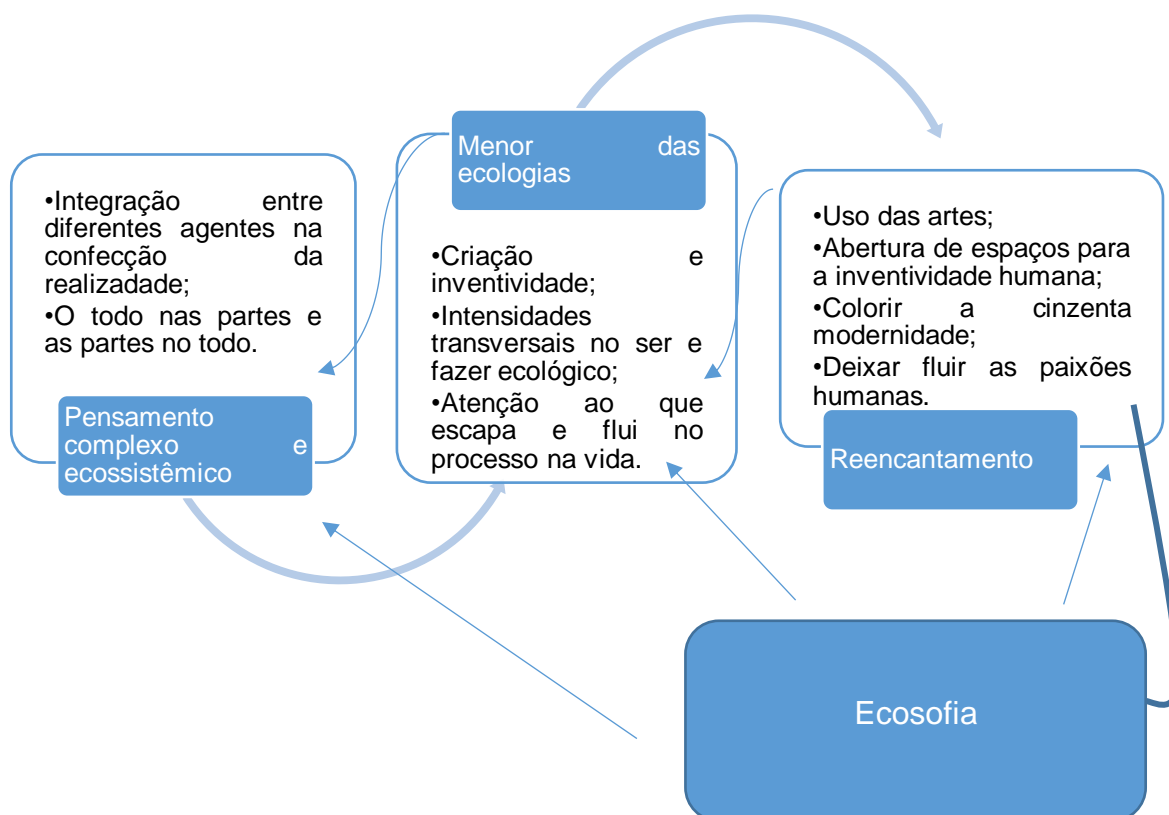 •Integração entre
diferentes agentes na
confecção da
realizadade;
•O todo nas partes e
as partes no todo.
Pensamento
complexo e
ecossistêmico
Menor das
ecologias
•Criação e
inventividade;
•Intensidades
transversais no ser e
fazer ecológico;
•Atenção ao que
escapa e flui no
processo na vida.
•Uso das artes;
•Abertura de espaços para
a inventividade humana;
•Colorir a cinzenta
modernidade;
•Deixar fluir as paixões
humanas.
Reencantamento
Ecosofia